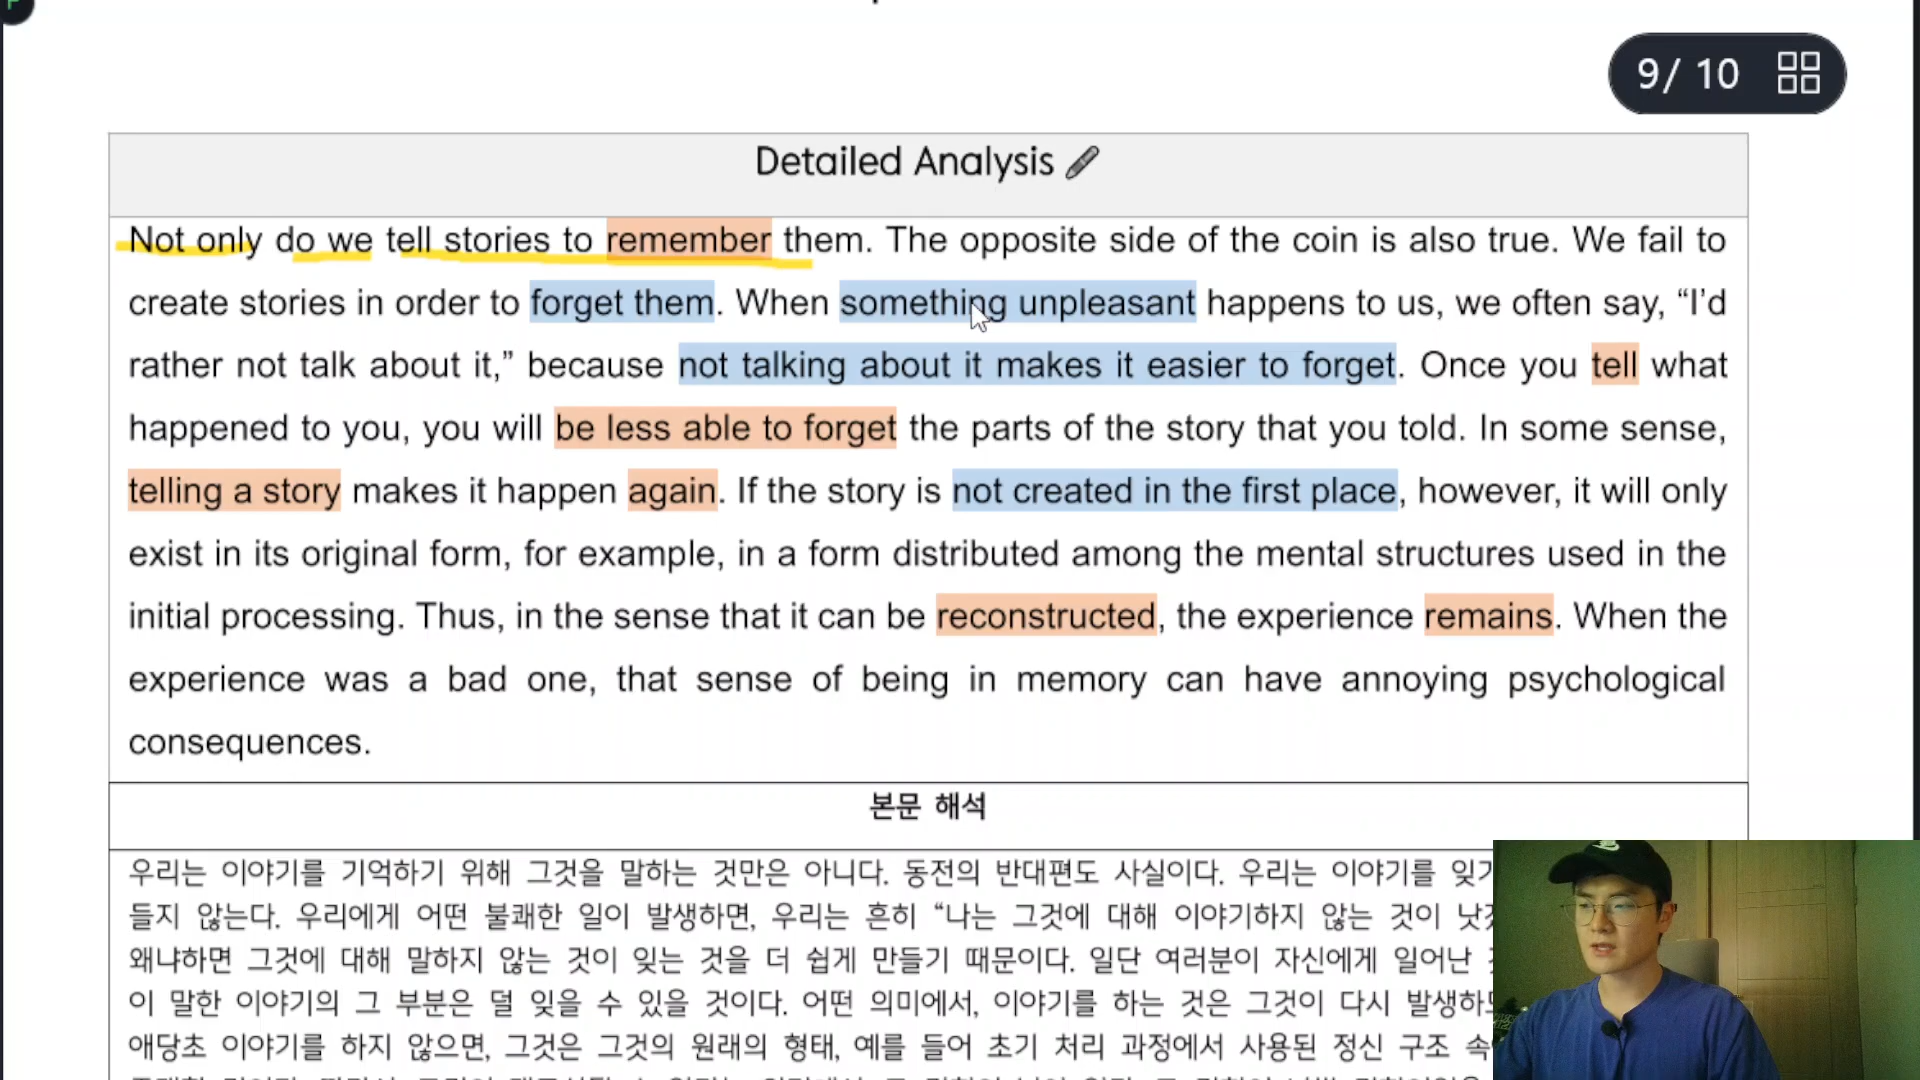 9/ 10
Detailed Analysis
Not only do we tell stories to remember them. The opposite side of the coin is also true. We fail to
create stories in order to forget them. When something unpleasant happens to us, we often say, “I’d
rather not talk about it,” because not talking about it makes it easier to forget. Once you tell what
happened to you, you will be less able to forget the parts of the story that you told. In some sense,
telling a story makes it happen again. If the story is not created in the first place, however, it will only
exist in its original form, for example, in a form distributed among the mental structures used in the
initial processing. Thus, in the sense that it can be reconstructed, the experience remains. When the
experience was a bad one, that sense of being in memory can have annoying psychological
consequences.
본문 해석
우리는 이야기를 기억하기 위해 그것을 말하는 것만은 아니다. 동전의 반대편도 사실이다. 우리는 이야기를
들지 않는다. 우리에게 어떤 불쾌한 일이 발생하면, 우리는 흔히 “나는 그것에 대해 이야기하지 않는 것이
왜냐하면 그것에 대해 말하지 않는 것이 잊는 것을 더 쉽게 만들기 때문이다. 일단 여러분이 자신에게 일어난
이 말한 이야기의 그 부분은 덜 잊을 수 있을 것이다. 어떤 의미에서, 이야기를 하는 것은 그것이 다시
애당초 이야기를 하지 않으면, 그것은 그것의 원래의 형태, 예를 들어 초기 처리 과정에서 사용된 정신 구조